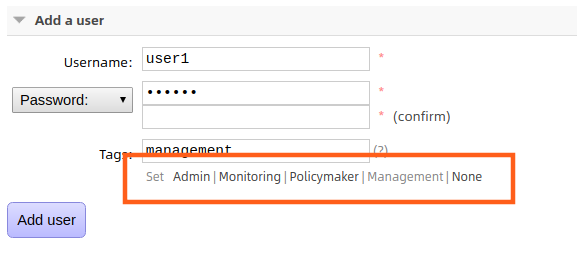 Add a user
Username: user1 *
Password: •••••• *
* (confirm)
Tags: management (?)
Set Admin | Monitoring | Policymaker | Management | None
Add user